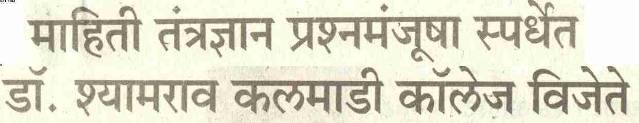 माहिती तंत्रज्ञान प्रश्नमंजूषा स्पर्धेत
डॉ. श्यामराव कलमाडी कॉलेज विजेते